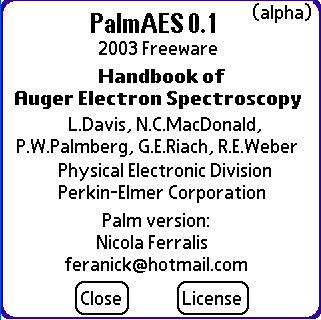 PalmAES 0.1 (alpha)
2003 Freeware
Handbook of
Auger Electron Spectroscopy
L.Davis, N.C.MacDonald,
P.W.Palmberg, G.E.Riach, R.E.Weber
Physical Electronic Division
Perkin-Elmer Corporation
Palm version:
Nicola Ferralis
feranick@hotmail.com
Close License